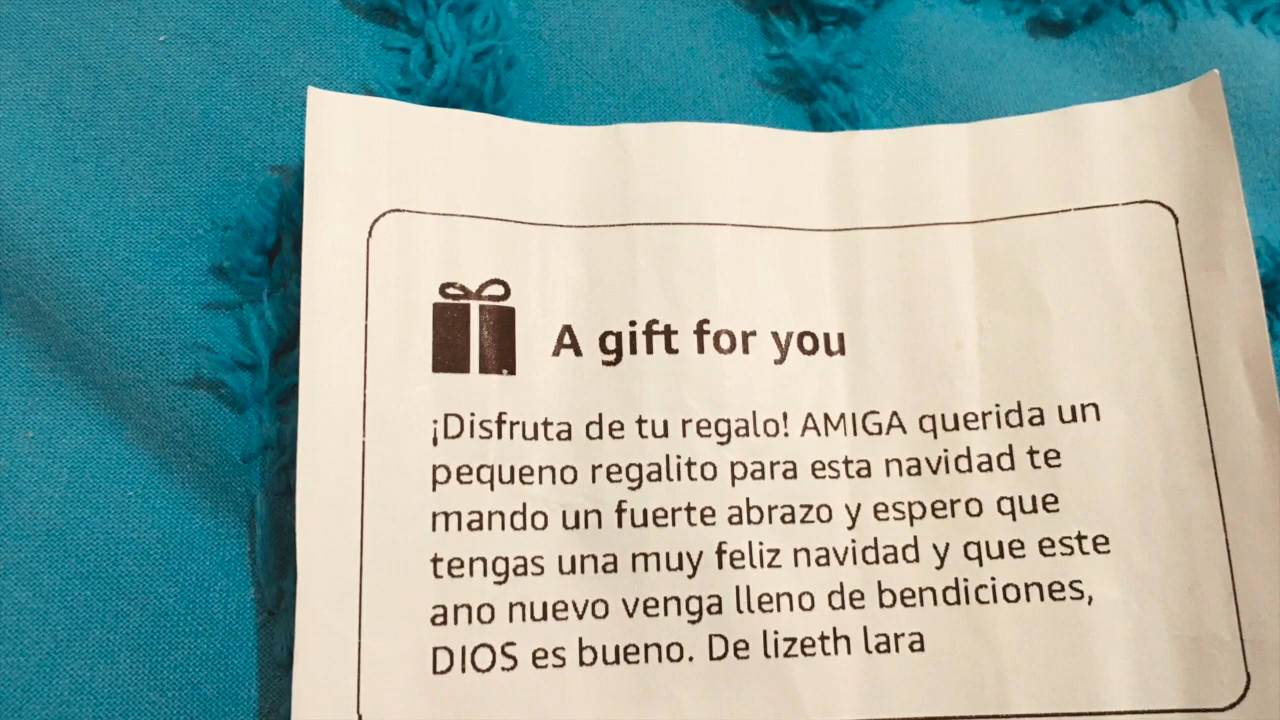 A gift for you
¡Disfruta de tu regalo! AMIGA querida un
pequeno regalito para esta navidad te
mando un fuerte abrazo y espero que
tengas una muy feliz navidad y que este
ano nuevo venga lleno de bendiciones,
DIOS es bueno. De lizeth lara